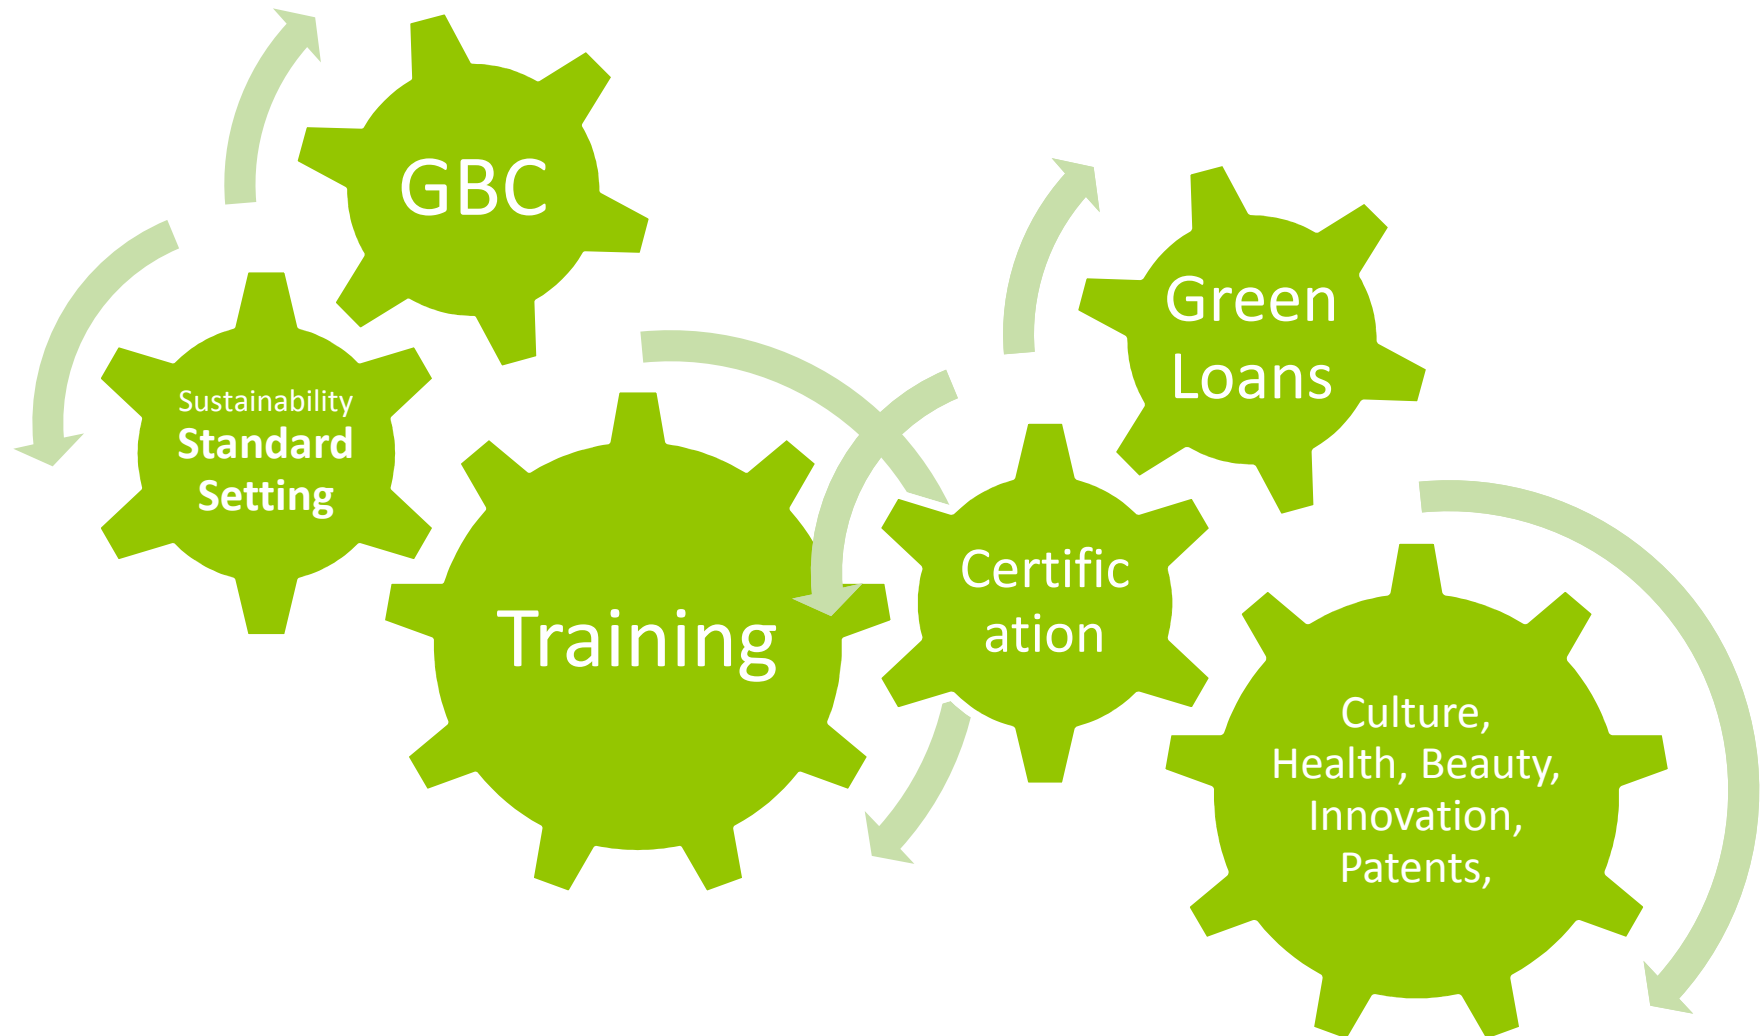 GBC
Sustainability
Standard
Setting
Training
Green
Loans
Certific
ation
Culture,
Health, Beauty,
Innovation,
Patents,